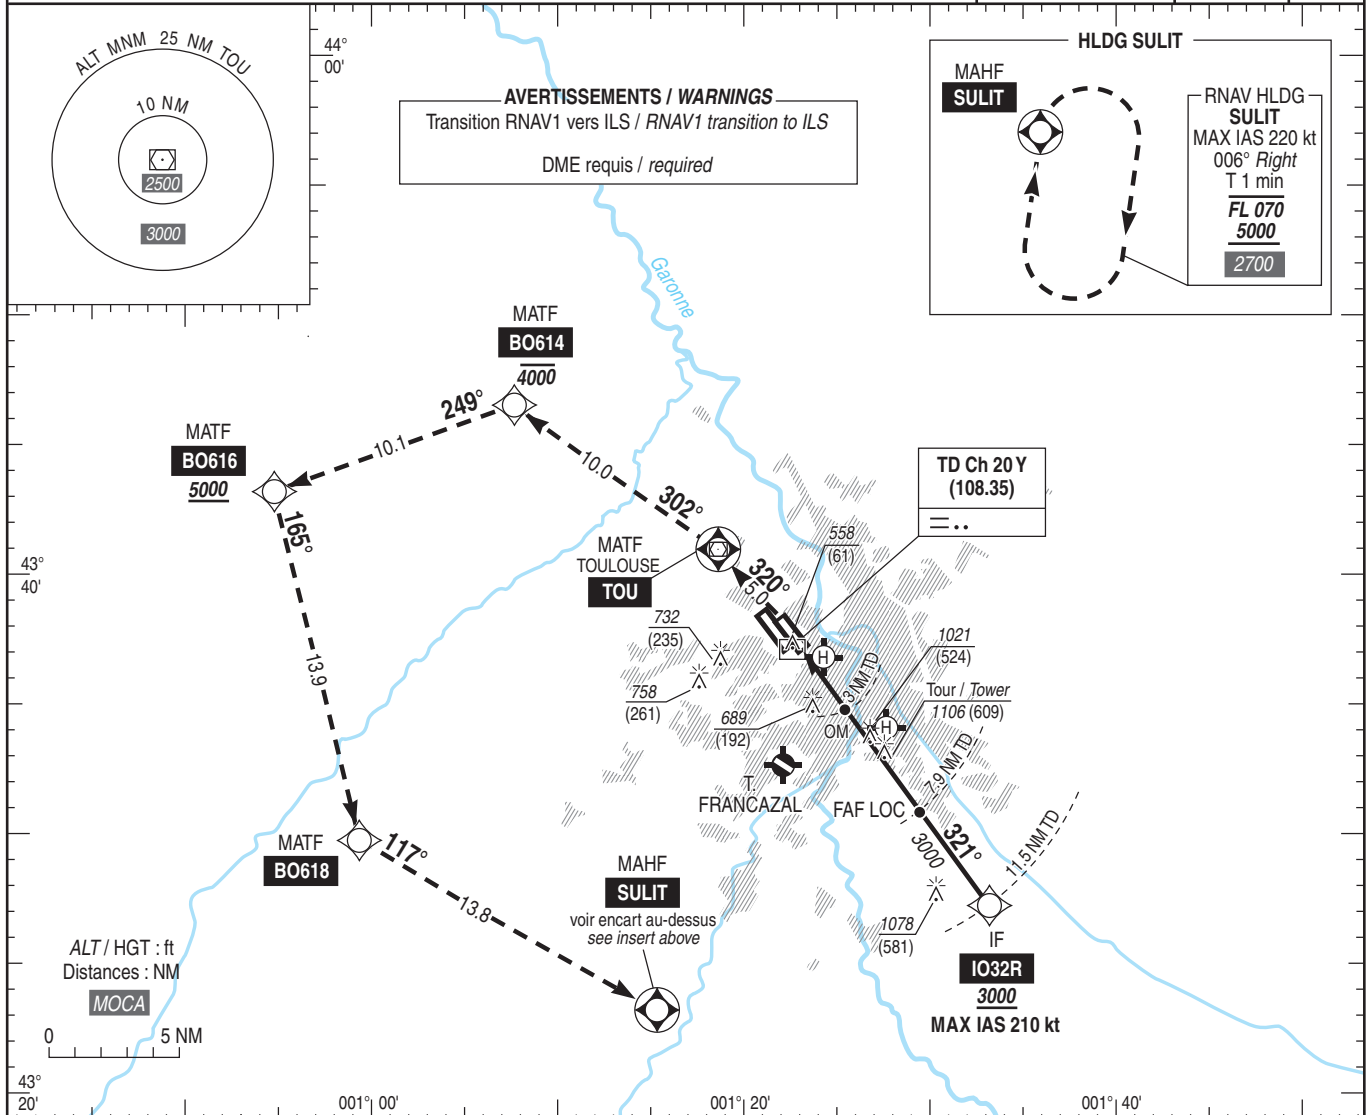 ALT MNM 25 NM TOU
10 NM
2500
3000
44°
00'
AVERTISSEMENTS / WARNINGS
Transition RNAV1 vers ILS / RNAV1 transition to ILS
DME requis / required
HLDG SULIT
MAHF
SULIT
RNAV HLDG
SULIT
MAX IAS 220 kt
006° Right
T 1 min
FL 070
5000
2700
Garonne
MATF
BO614
4000
249°
10.1
MATF
BO616
5000
10.0
302°
165°
TD Ch 20 Y
(108.35)
558
(61)
MATF
TOULOUSE
TOU
43°
40'
320°
5.0
732
(235)
H
1021
(524)
3 NM TD
758
(261)
Tour / Tower
1106 (609)
689
(192)
OM
H
13.9
7.9 NM TD
T.
FRANCAZAL
FAF LOC
321°
3000
11.5 NM TD
MATF
BO618
117°
13.8
MAHF
SULIT
voir encart au-dessus
see insert above
1078
(581)
IF
IO32R
3000
MAX IAS 210 kt
ALT / HGT : ft
Distances : NM
MOCA
0 5 NM
43°
20'
001° 00'
001° 20'
001° 40'